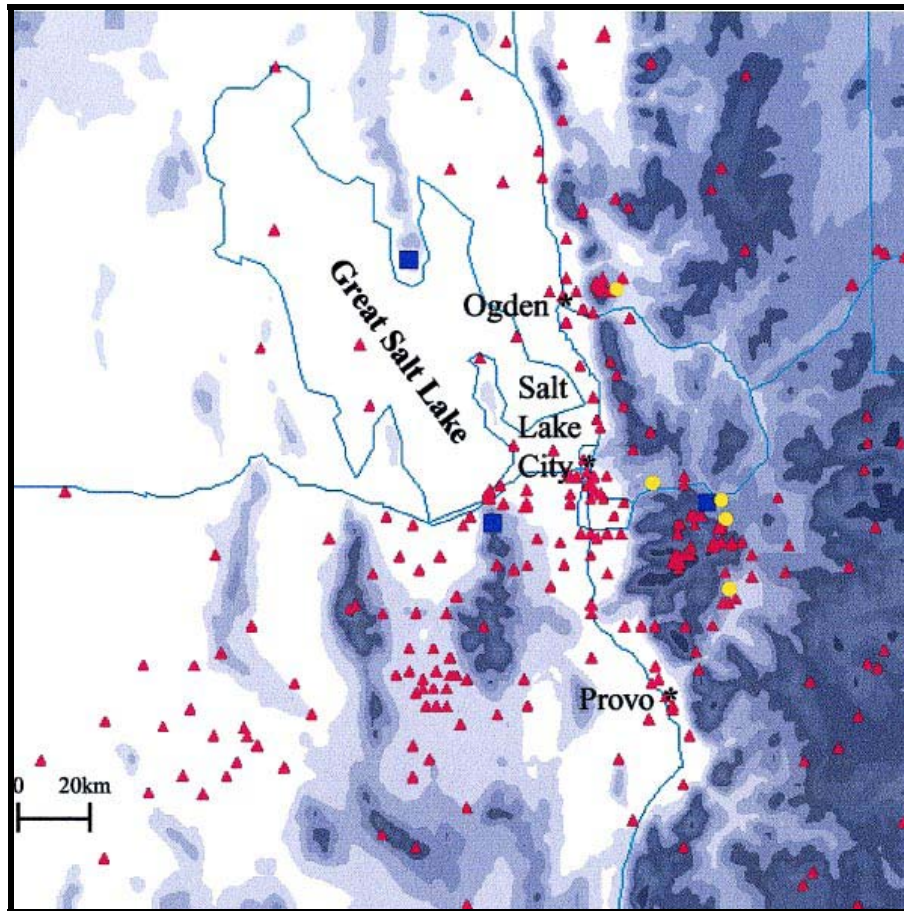 Great Salt Lake
Ogden *
Salt
Lake
City *
Provo *
0 20km